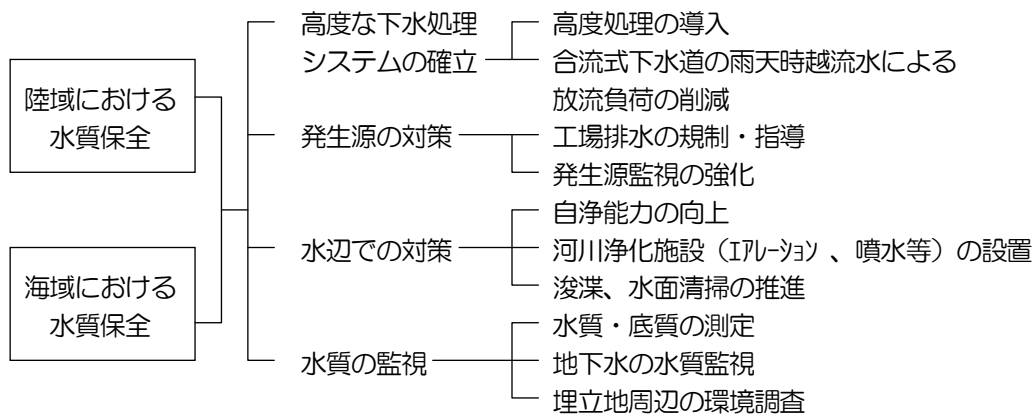 陸域における
水質保全
海域における
水質保全
高度な下水処理
システムの確立
発生源の対策
水辺での対策
水質の監視
高度処理の導入
合流式下水道の雨天時越流水による
放流負荷の削減
工場排水の規制・指導
発生源監視の強化
自浄能力の向上
河川浄化施設（ｴｱﾚｰｼｮﾝ 、噴水等）の設置
浚渫、水面清掃の推進
水質・底質の測定
地下水の水質監視
埋立地周辺の環境調査